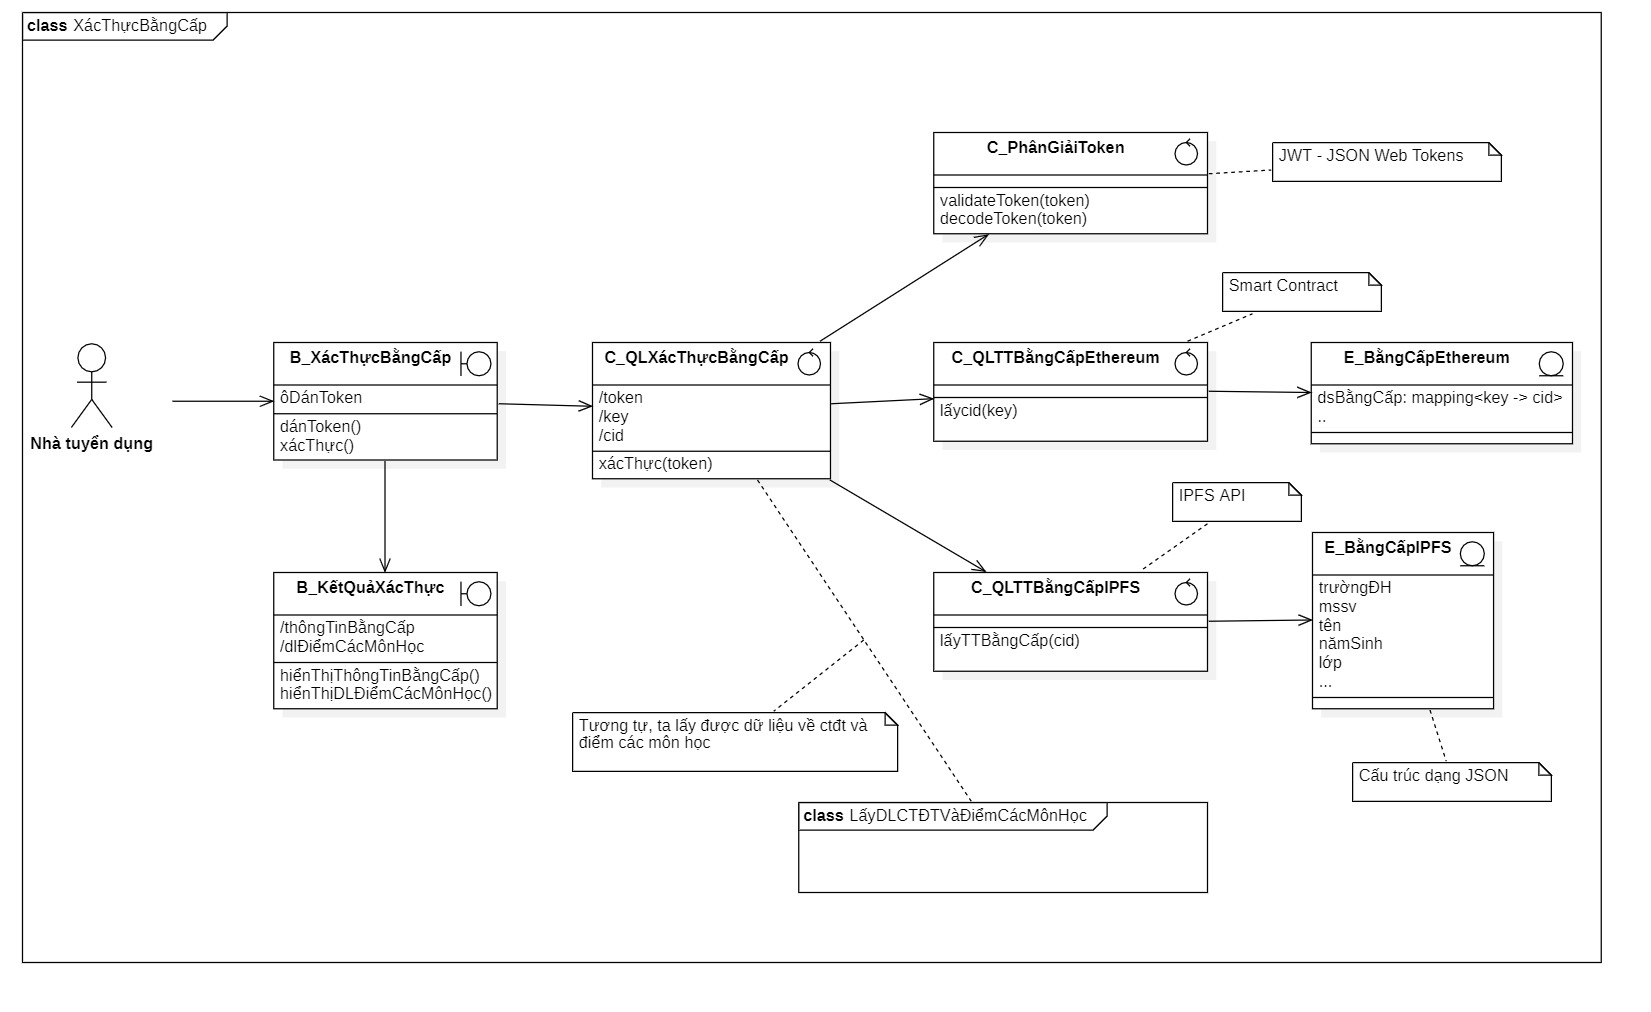 class XácThựcBằngCấp
C_PhânGiảiToken
validateToken(token)
decodeToken(token)
JWT - JSON Web Tokens
Smart Contract
Nhà tuyển dụng
B_XácThựcBằngCấp
ôDánToken
dánToken()
xácThực()
C_QLXácThựcBằngCấp
/token
/key
/cid
xácThực(token)
C_QLTTBằngCấpEthereum
lấycid(key)
E_BằngCấpEthereum
dsBằngCấp: mapping<key -> cid>
..
IPFS API
B_KếtQuảXácThực
/thôngTinBằngCấp
/dlĐiểmCácMônHọc
hiểnThịThôngTinBằngCấp()
hiểnThịDLĐiểmCácMônHọc()
C_QLTTBằngCấpIPFS
lấyTTBằngCấp(cid)
E_BằngCấpIPFS
trườngĐH
mssv
tên
nămSinh
lớp
...
Tương tự, ta lấy được dữ liệu về ctđt và
điểm các môn học
Cấu trúc dạng JSON
class LấyDLCTĐTVàĐiểmCácMônHọc